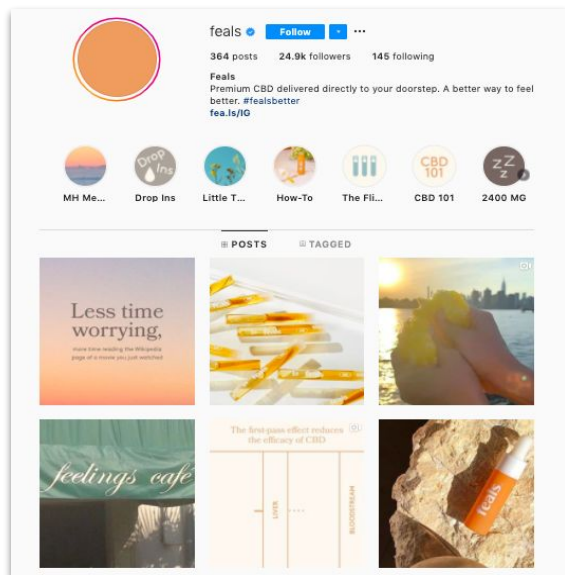 feals
Follow
364 posts 24.9k followers 145 following
Feals
Premium CBD delivered directly to your doorstep. A better way to feel
better. #fealsbetter
fea.ls/IG
Drop
Ins
CBD
101
Z Z Z
MH Me... Drop Ins Little T... How-To The Fli... CBD 101 2400 MG
POSTS TAGGED
Less time
worrying,
more time reading the Wikipedia
page of a movie you just watched
feelings cafe
The first-pass effect reduces
the efficacy of CBD
LIVER
BLOODSTREAM
feals